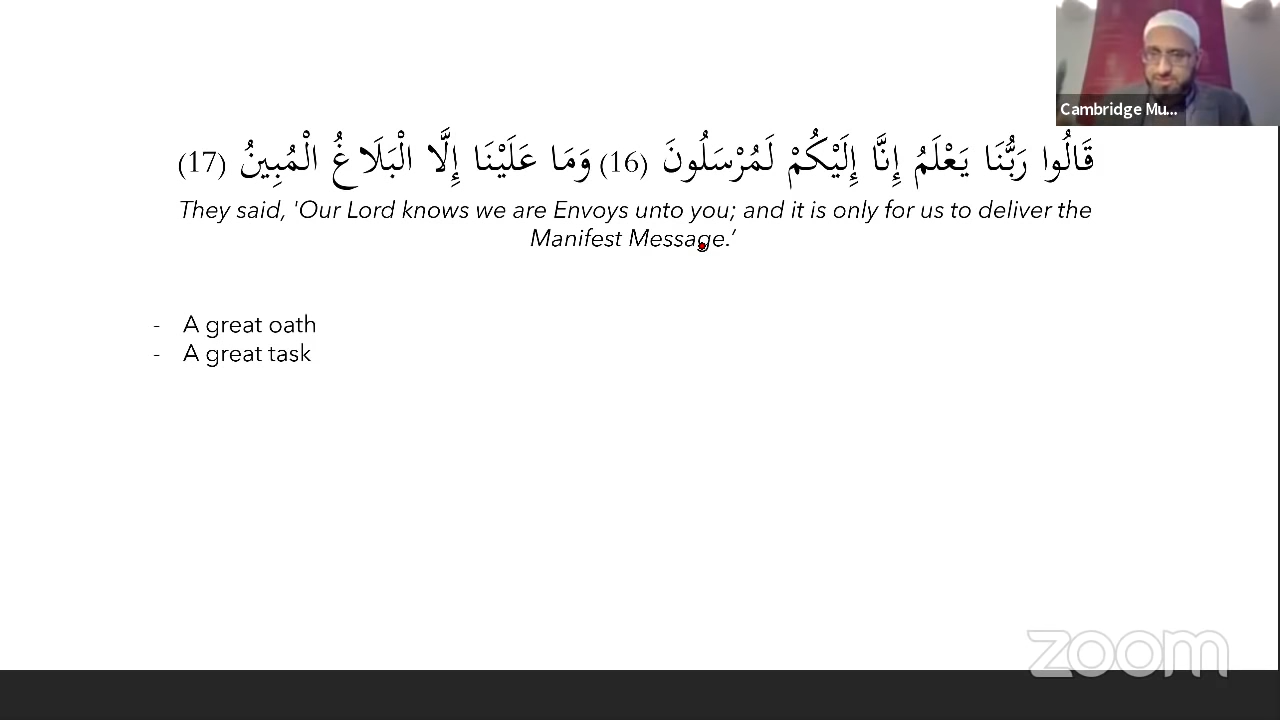 Cambridge Mu...
قَالُوا رَبُّنَا يَعْلَمُ إِنَّا إِلَيْكُمْ لَمُرْسَلُونَ (16) وَمَا عَلَيْنَا إِلَّا الْبَلَاغُ الْمُبِينُ (17)
They said, 'Our Lord knows we are Envoys unto you; and it is only for us to deliver the
Manifest Message.’
- A great oath
- A great task
zoom